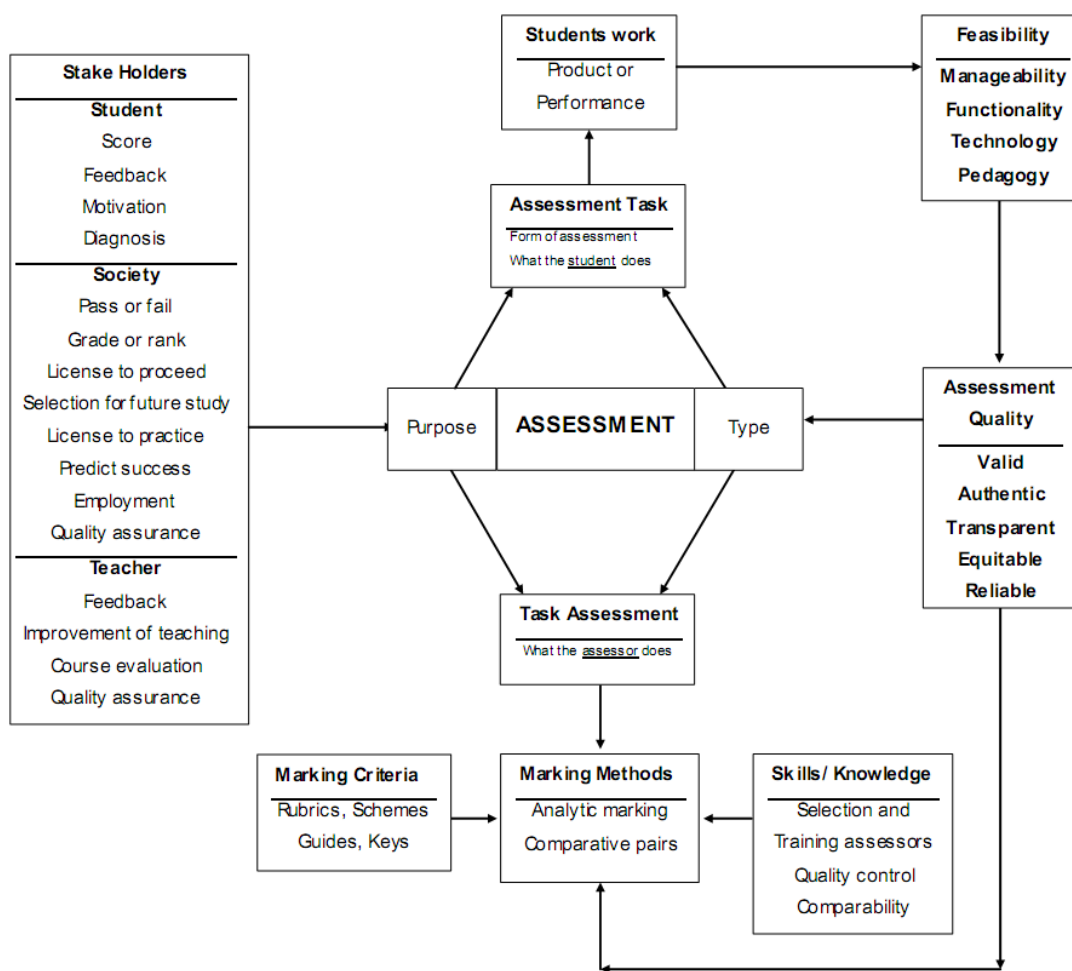 Stake Holders
Student
Score
Feedback
Motivation
Diagnosis
Society
Pass or fail
Grade or rank
License to proceed
Selection for future study
License to practice
Predict success
Employment
Quality assurance
Teacher
Feedback
Improvement of teaching
Course evaluation
Quality assurance
Students work
Product or
Performance
Feasibility
Manageability
Functionality
Technology
Pedagogy
Assessment Task
Form of assessment
What the student does
Purpose
ASSESSMENT
Type
Assessment
Quality
Valid
Authentic
Transparent
Equitable
Reliable
Task Assessment
What the assessor does
Marking Criteria
Rubrics, Schemes
Guides, Keys
Marking Methods
Analytic marking
Comparative pairs
Skills/ Knowledge
Selection and
Training assessors
Quality control
Comparability